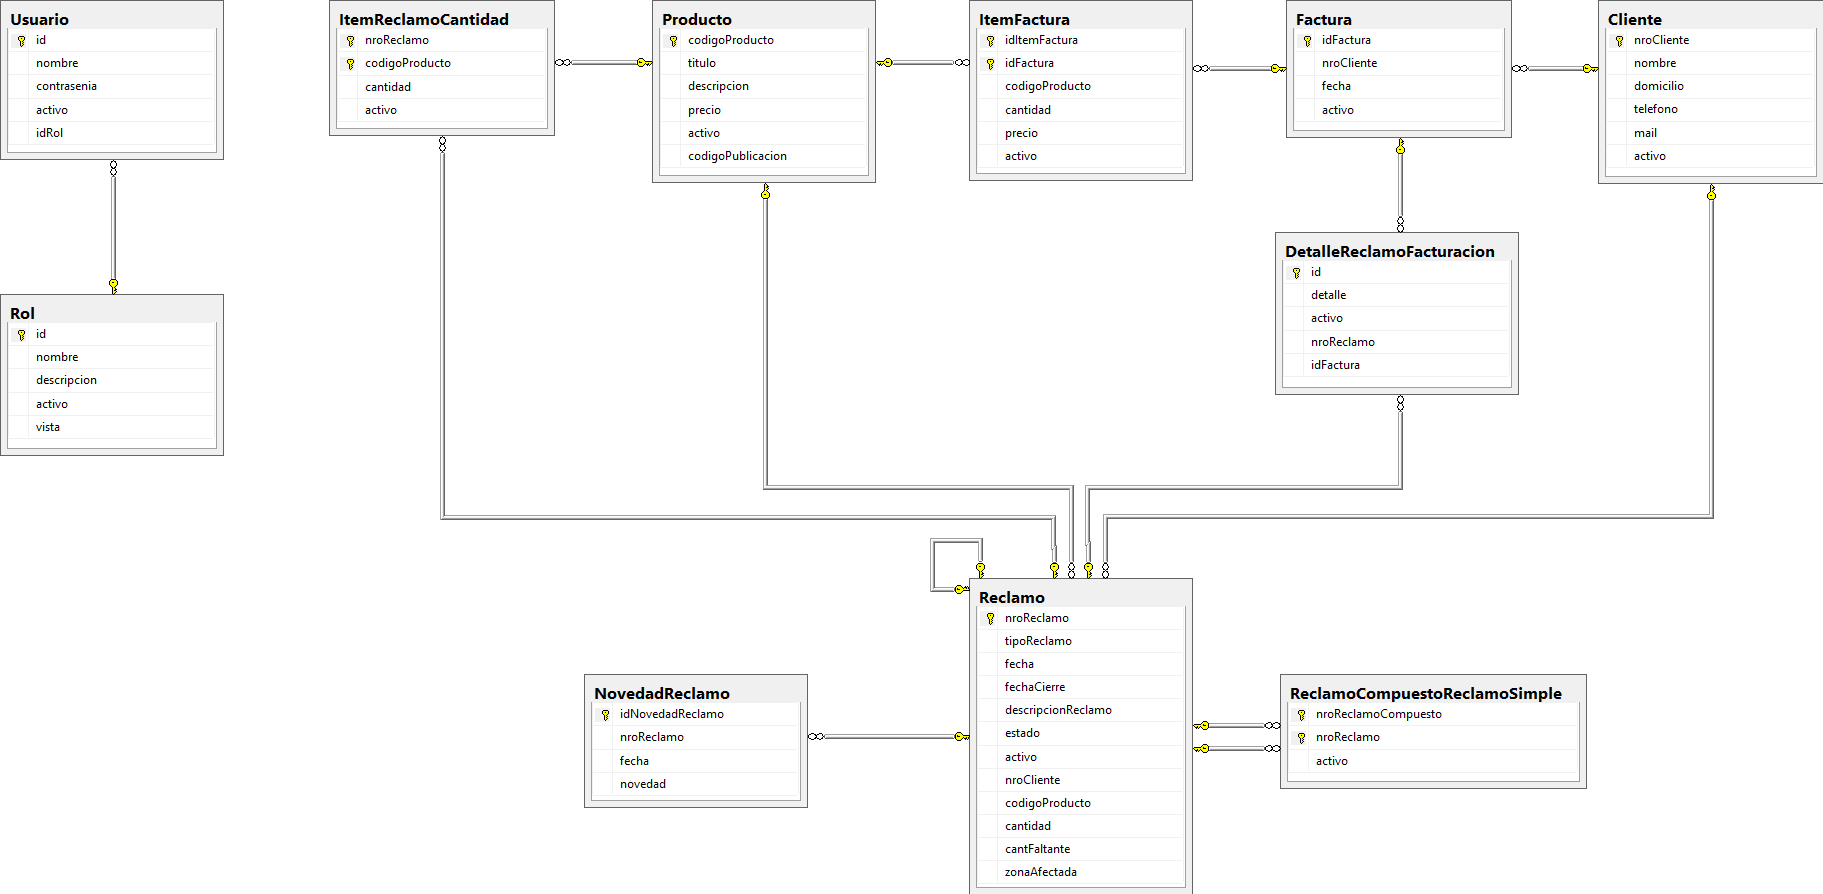 Usuario
id
nombre
contrasenia
activo
idRol
ItemReclamoCantidad
nroReclamo
codigoProducto
cantidad
activo
Producto
codigoProducto
titulo
descripcion
precio
activo
codigoPublicacion
ItemFactura
idItemFactura
idFactura
codigoProducto
cantidad
precio
activo
Factura
idFactura
nroCliente
fecha
activo
Cliente
nroCliente
nombre
domicilio
telefono
mail
activo
Rol
id
nombre
descripcion
activo
vista
DetalleReclamoFacturacion
id
detalle
activo
nroReclamo
idFactura
Reclamo
nroReclamo
tipoReclamo
fecha
fechaCierre
descripcionReclamo
estado
activo
nroCliente
codigoProducto
cantidad
cantFaltante
zonaAfectada
NovedadReclamo
idNovedadReclamo
nroReclamo
fecha
novedad
ReclamoCompuestoReclamoSimple
nroReclamoCompuesto
nroReclamo
activo